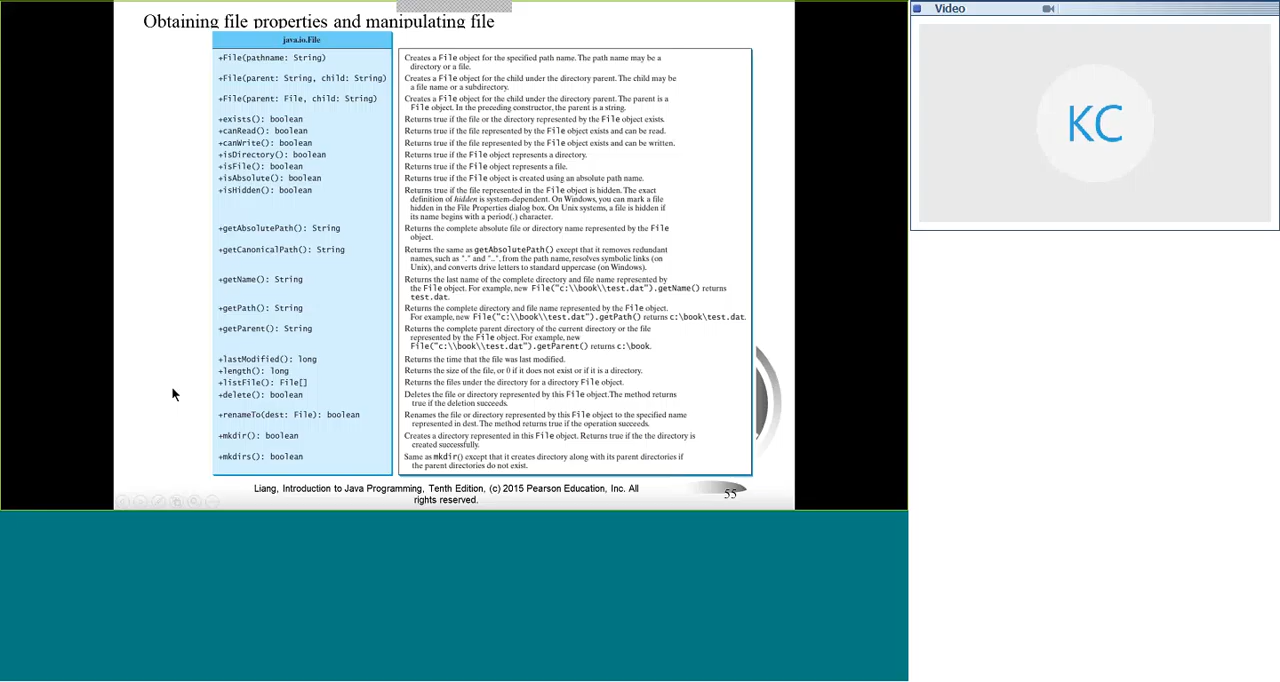 Obtaining file properties and manipulating file
java.io.File
+File(pathname: String)
Creates a File object for the specified path name. The path name may be a
directory or a file.
+File(parent: String, child: String)
Creates a File object for the child under the directory parent. The child may be
a file name or a subdirectory.
+File(parent: File, child: String)
Creates a File object for the child under the directory parent. The parent is a
File object. In the preceding constructor, the parent is a string.
+exists(): boolean
Returns true if the file or the directory represented by the File object exists.
+canRead(): boolean
Returns true if the file represented by the File object exists and can be read.
+canWrite(): boolean
Returns true if the file represented by the File object exists and can be written.
+isDirectory(): boolean
Returns true if the File object represents a directory.
+isFile(): boolean
Returns true if the File object represents a file.
+isAbsolute(): boolean
Returns true if the File object is created using an absolute path name.
+isHidden(): boolean
Returns true if the file represented in the File object is hidden. The exact
definition of hidden is system-dependent. On Windows, you can mark a file
hidden in the File Properties dialog box. On Unix systems, a file is hidden if
its name begins with a period(.) character.
+getAbsolutePath(): String
Returns the complete absolute file or directory name represented by the File
object.
+getCanonicalPath(): String
Returns the same as getAbsolutePath() except that it removes redundant
names, such as "." and "..", from the path name, resolves symbolic links (on
Unix), and converts drive letters to standard uppercase (on Windows).
+getName(): String
Returns the last name of the complete directory and file name represented by
the File object. For example, new File("c:\\book\\test.dat").getName() returns
test.dat.
+getPath(): String
Returns the complete directory and file name represented by the File object.
For example, new File("c:\\book\\test.dat").getPath() returns c:\book\test.dat.
+getParent(): String
Returns the complete parent directory of the current directory or the file
represented by the File object. For example, new
File("c:\\book\\test.dat").getParent() returns c:\book.
+lastModified(): long
Returns the time that the file was last modified.
+length(): long
Returns the size of the file, or 0 if it does not exist or if it is a directory.
+listFile(): File[]
Returns the files under the directory for a directory File object.
+delete(): boolean
Deletes the file or directory represented by this File object.The method returns
true if the deletion succeeds.
+renameTo(dest: File): boolean
Renames the file or directory represented by this File object to the specified name
represented in dest. The method returns true if the operation succeeds.
+mkdir(): boolean
Creates a directory represented in this File object. Returns true if the the directory is
created successfully.
+mkdirs(): boolean
Same as mkdir() except that it creates directory along with its parent directories if
the parent directories do not exist.
Liang, Introduction to Java Programming, Tenth Edition, (c) 2015 Pearson Education, Inc. All
rights reserved.
55
Video
KC